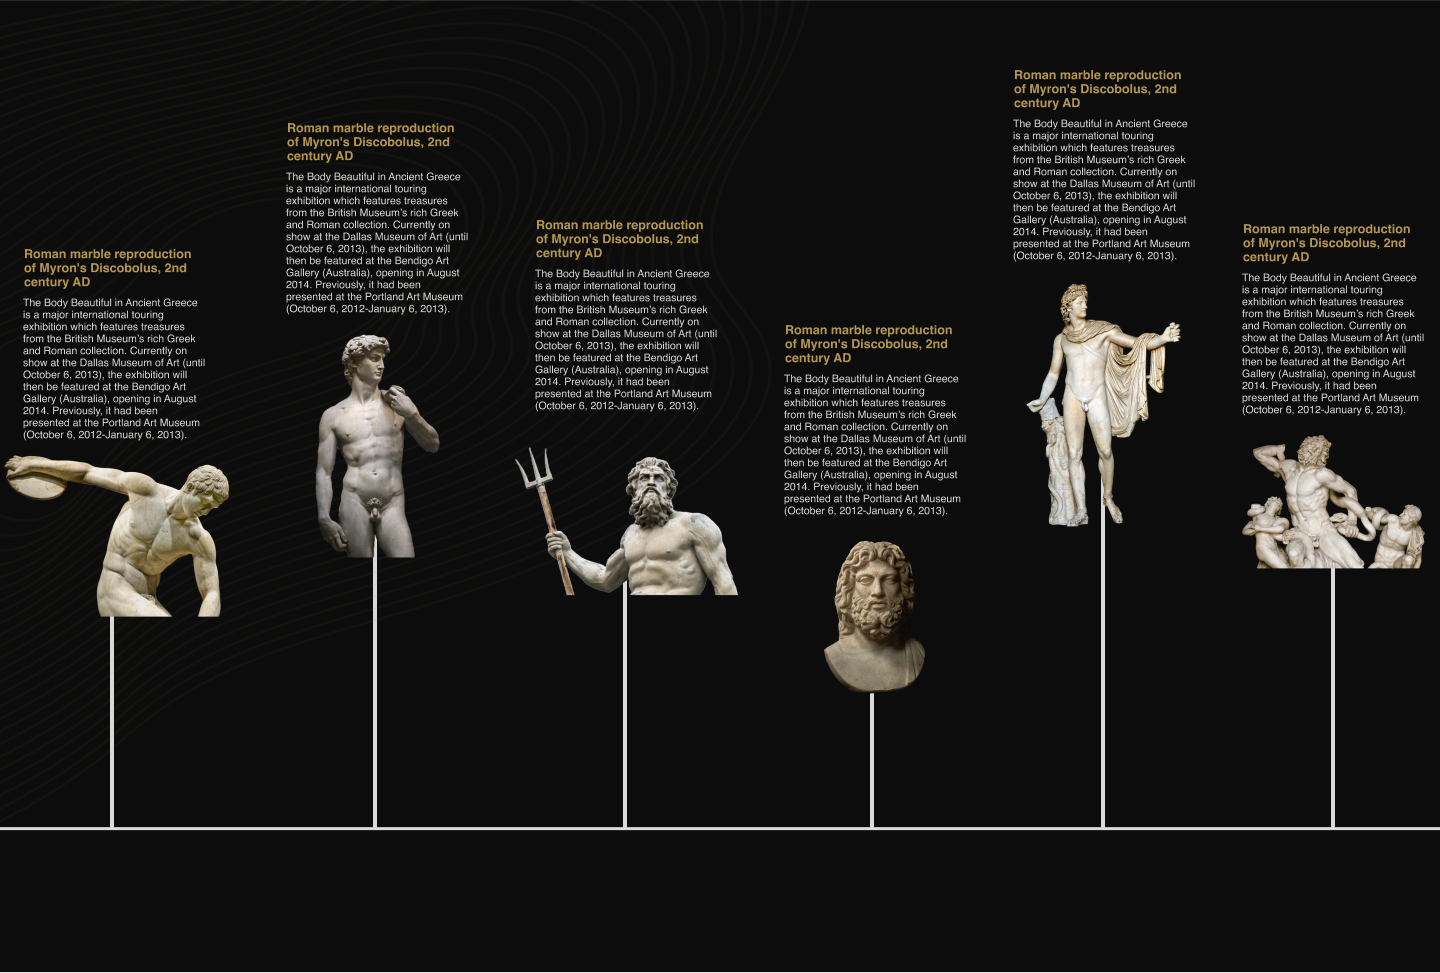 Roman marble reproduction
of Myron's Discobolus, 2nd
century AD
The Body Beautiful in Ancient Greece
is a major international touring
exhibition which features treasures
from the British Museum's rich Greek
and Roman collection. Currently on
show at the Dallas Museum of Art (until
October 6, 2013), the exhibition will
then be featured at the Bendigo Art
Gallery (Australia), opening in August
2014. Previously, it had been
presented at the Portland Art Museum
(October 6, 2012-January 6, 2013).
Roman marble reproduction
of Myron's Discobolus, 2nd
century AD
The Body Beautiful in Ancient Greece
is a major international touring
exhibition which features treasures
from the British Museum's rich Greek
and Roman collection. Currently on
show at the Dallas Museum of Art (until
October 6, 2013), the exhibition will
then be featured at the Bendigo Art
Gallery (Australia), opening in August
2014. Previously, it had been
presented at the Portland Art Museum
(October 6, 2012-January 6, 2013).
Roman marble reproduction
of Myron's Discobolus, 2nd
century AD
The Body Beautiful in Ancient Greece
is a major international touring
exhibition which features treasures
from the British Museum's rich Greek
and Roman collection. Currently on
show at the Dallas Museum of Art (until
October 6, 2013), the exhibition will
then be featured at the Bendigo Art
Gallery (Australia), opening in August
2014. Previously, it had been
presented at the Portland Art Museum
(October 6, 2012-January 6, 2013).
Roman marble reproduction
of Myron's Discobolus, 2nd
century AD
The Body Beautiful in Ancient Greece
is a major international touring
exhibition which features treasures
from the British Museum's rich Greek
and Roman collection. Currently on
show at the Dallas Museum of Art (until
October 6, 2013), the exhibition will
then be featured at the Bendigo Art
Gallery (Australia), opening in August
2014. Previously, it had been
presented at the Portland Art Museum
(October 6, 2012-January 6, 2013).
Roman marble reproduction
of Myron's Discobolus, 2nd
century AD
The Body Beautiful in Ancient Greece
is a major international touring
exhibition which features treasures
from the British Museum's rich Greek
and Roman collection. Currently on
show at the Dallas Museum of Art (until
October 6, 2013), the exhibition will
then be featured at the Bendigo Art
Gallery (Australia), opening in August
2014. Previously, it had been
presented at the Portland Art Museum
(October 6, 2012-January 6, 2013).
Roman marble reproduction
of Myron's Discobolus, 2nd
century AD
The Body Beautiful in Ancient Greece
is a major international touring
exhibition which features treasures
from the British Museum's rich Greek
and Roman collection. Currently on
show at the Dallas Museum of Art (until
October 6, 2013), the exhibition will
then be featured at the Bendigo Art
Gallery (Australia), opening in August
2014. Previously, it had been
presented at the Portland Art Museum
(October 6, 2012-January 6, 2013).